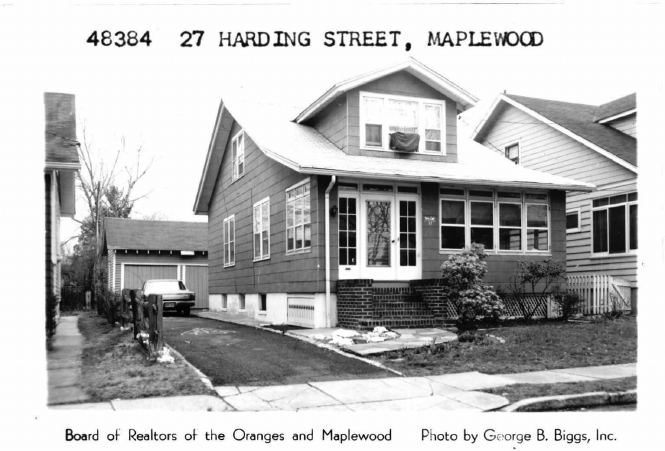 48384 27 HARDING STREET, MAPLEWOOD
Board of Realtors of the Oranges and Maplewood Photo by George B. Biggs, Inc.